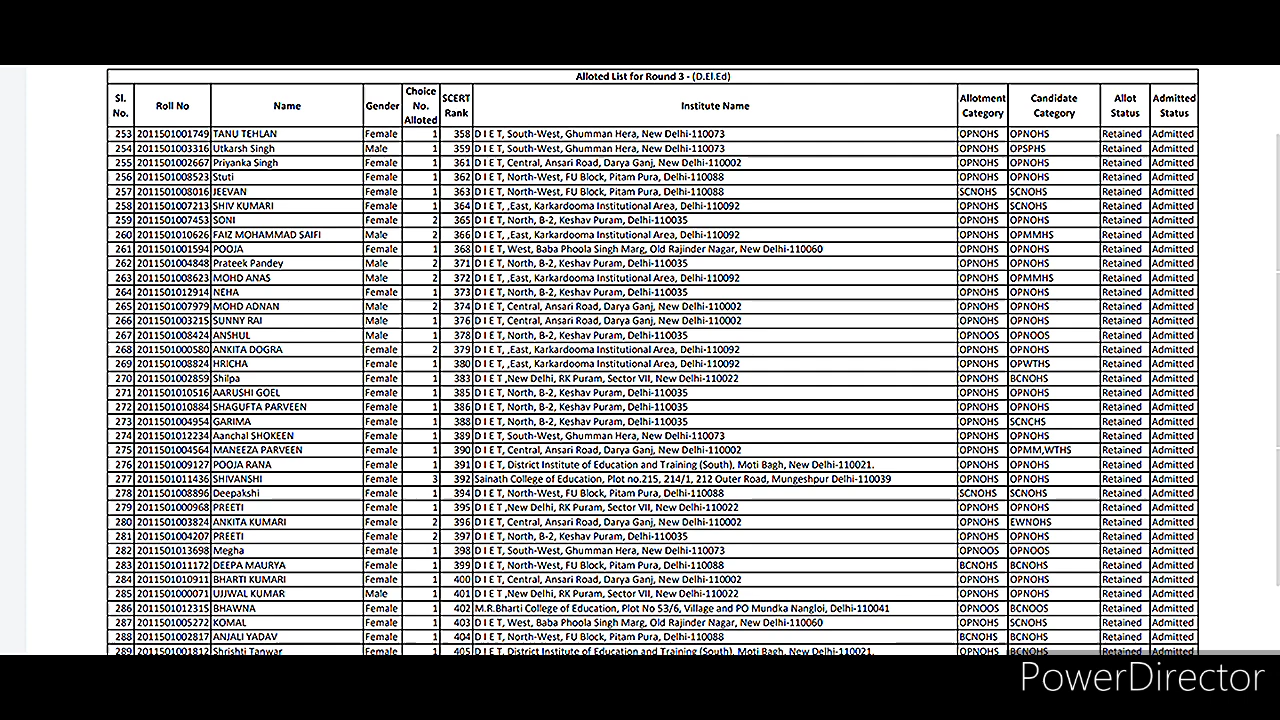 Alloted List for Round 3 - (D.El.Ed)
Sl. No. Roll No Name Gender Choice No. Alloted SCERT Rank Institute Name Allotment Category Candidate Category Allot Status Admitted Status
253 2011501001749 TANU TEHLAN Female 1 358 D I E T, South-West, Ghumman Hera, New Delhi-110073 OPNOHS OPNOHS Retained Admitted
254 2011501003316 Utkarsh Singh Male 1 359 D I E T, South-West, Ghumman Hera, New Delhi-110073 OPNOHS OPSPHS Retained Admitted
255 2011501002667 Priyanka Singh Female 1 361 D I E T, Central, Ansari Road, Darya Ganj, New Delhi-110002 OPNOHS OPNOHS Retained Admitted
256 2011501008523 Stuti Female 1 362 D I E T, North-West, FU Block, Pitam Pura, Delhi-110088 OPNOHS OPNOHS Retained Admitted
257 2011501008016 JEEVAN Female 1 363 D I E T, North-West, FU Block, Pitam Pura, Delhi-110088 SCNOHS SCNOHS Retained Admitted
258 2011501007213 SHIV KUMARI Female 1 364 D I E T, ,East, Karkardooma Institutional Area, Delhi-110092 OPNOHS SCNOHS Retained Admitted
259 2011501007453 SONI Female 2 365 D I E T, North, B-2, Keshav Puram, Delhi-110035 OPNOHS OPNOHS Retained Admitted
260 2011501010626 FAIZ MOHAMMAD SAIFI Male 2 366 D I E T, ,East, Karkardooma Institutional Area, Delhi-110092 OPNOHS OPMMHS Retained Admitted
261 2011501001594 POOJA Female 1 368 D I E T, West, Baba Phoola Singh Marg, Old Rajinder Nagar, New Delhi-110060 OPNOHS OPNOHS Retained Admitted
262 2011501004848 Prateek Pandey Male 2 371 D I E T, North, B-2, Keshav Puram, Delhi-110035 OPNOHS OPNOHS Retained Admitted
263 2011501008623 MOHD ANAS Male 2 372 D I E T, ,East, Karkardooma Institutional Area, Delhi-110092 OPNOHS OPMMHS Retained Admitted
264 2011501012914 NEHA Female 1 373 D I E T, North, B-2, Keshav Puram, Delhi-110035 OPNOHS OPNOHS Retained Admitted
265 2011501007979 MOHD ADNAN Male 2 374 D I E T, Central, Ansari Road, Darya Ganj, New Delhi-110002 OPNOHS OPNOHS Retained Admitted
266 2011501003215 SUNNY RAI Male 1 376 D I E T, Central, Ansari Road, Darya Ganj, New Delhi-110002 OPNOHS OPNOHS Retained Admitted
267 2011501008424 ANSHUL Male 1 378 D I E T, North, B-2, Keshav Puram, Delhi-110035 OPNOOS OPNOOS Retained Admitted
268 2011501000580 ANKITA DOGRA Female 2 379 D I E T, ,East, Karkardooma Institutional Area, Delhi-110092 OPNOHS OPNOHS Retained Admitted
269 2011501008824 HRICHA Female 1 380 D I E T, ,East, Karkardooma Institutional Area, Delhi-110092 OPNOHS OPWTHS Retained Admitted
270 2011501002859 Shilpa Female 1 383 D I E T ,New Delhi, RK Puram, Sector VII, New Delhi-110022 OPNOHS BCNOHS Retained Admitted
271 2011501010516 AARUSHI GOEL Female 1 385 D I E T, North, B-2, Keshav Puram, Delhi-110035 OPNOHS OPNOHS Retained Admitted
272 2011501010884 SHAGUFTA PARVEEN Female 1 386 D I E T, North, B-2, Keshav Puram, Delhi-110035 OPNOHS OPNOHS Retained Admitted
273 2011501004954 GARIMA Female 1 388 D I E T, North, B-2, Keshav Puram, Delhi-110035 OPNOHS SCNCHS Retained Admitted
274 2011501012234 Aanchal SHOKEEN Female 1 389 D I E T, South-West, Ghumman Hera, New Delhi-110073 OPNOHS OPNOHS Retained Admitted
275 2011501004564 MANEEZA PARVEEN Female 1 390 D I E T, Central, Ansari Road, Darya Ganj, New Delhi-110002 OPNOHS OPMM,WTHS Retained Admitted
276 2011501009127 POOJA RANA Female 1 391 D I E T, District Institute of Education and Training (South), Moti Bagh, New Delhi-110021. OPNOHS OPNOHS Retained Admitted
277 2011501011436 SHIVANSHI Female 3 392 Sainath College of Education, Plot no.215, 214/1, 212 Outer Road, Mungeshpur Delhi-110039 OPNOHS OPNOHS Retained Admitted
278 2011501008896 Deepakshi Female 1 394 D I E T, North-West, FU Block, Pitam Pura, Delhi-110088 SCNOHS SCNOHS Retained Admitted
279 2011501000968 PREETI Female 1 395 D I E T ,New Delhi, RK Puram, Sector VII, New Delhi-110022 OPNOHS OPNOHS Retained Admitted
280 2011501003824 ANKITA KUMARI Female 2 396 D I E T, Central, Ansari Road, Darya Ganj, New Delhi-110002 OPNOHS EWNOHS Retained Admitted
281 2011501004207 PREETI Female 2 397 D I E T, North, B-2, Keshav Puram, Delhi-110035 OPNOHS OPNOHS Retained Admitted
282 2011501013698 Megha Female 1 398 D I E T, South-West, Ghumman Hera, New Delhi-110073 OPNOOS OPNOOS Retained Admitted
283 2011501011172 DEEPA MAURYA Female 1 399 D I E T, North-West, FU Block, Pitam Pura, Delhi-110088 BCNOHS BCNOHS Retained Admitted
284 2011501010911 BHARTI KUMARI Female 1 400 D I E T, Central, Ansari Road, Darya Ganj, New Delhi-110002 OPNOHS OPNOHS Retained Admitted
285 2011501000071 UJJWAL KUMAR Male 1 401 D I E T ,New Delhi, RK Puram, Sector VII, New Delhi-110022 OPNOHS OPNOHS Retained Admitted
286 2011501012315 BHAWNA Female 1 402 M.R.Bharti College of Education, Plot No 53/6, Village and PO Mundka Nangloi, Delhi-110041 OPNOOS BCNOOS Retained Admitted
287 2011501005272 KOMAL Female 1 403 D I E T, West, Baba Phoola Singh Marg, Old Rajinder Nagar, New Delhi-110060 OPNOHS SCNOHS Retained Admitted
288 2011501002817 ANJALI YADAV Female 1 404 D I E T, North-West, FU Block, Pitam Pura, Delhi-110088 BCNOHS BCNOHS Retained Admitted
289 2011501001812 Shrishti Tanwar Female 1 405 D I E T, District Institute of Education and Training (South), Moti Bagh, New Delhi-110021. OPNOHS BCNOHS Retained Admitted
PowerDirector